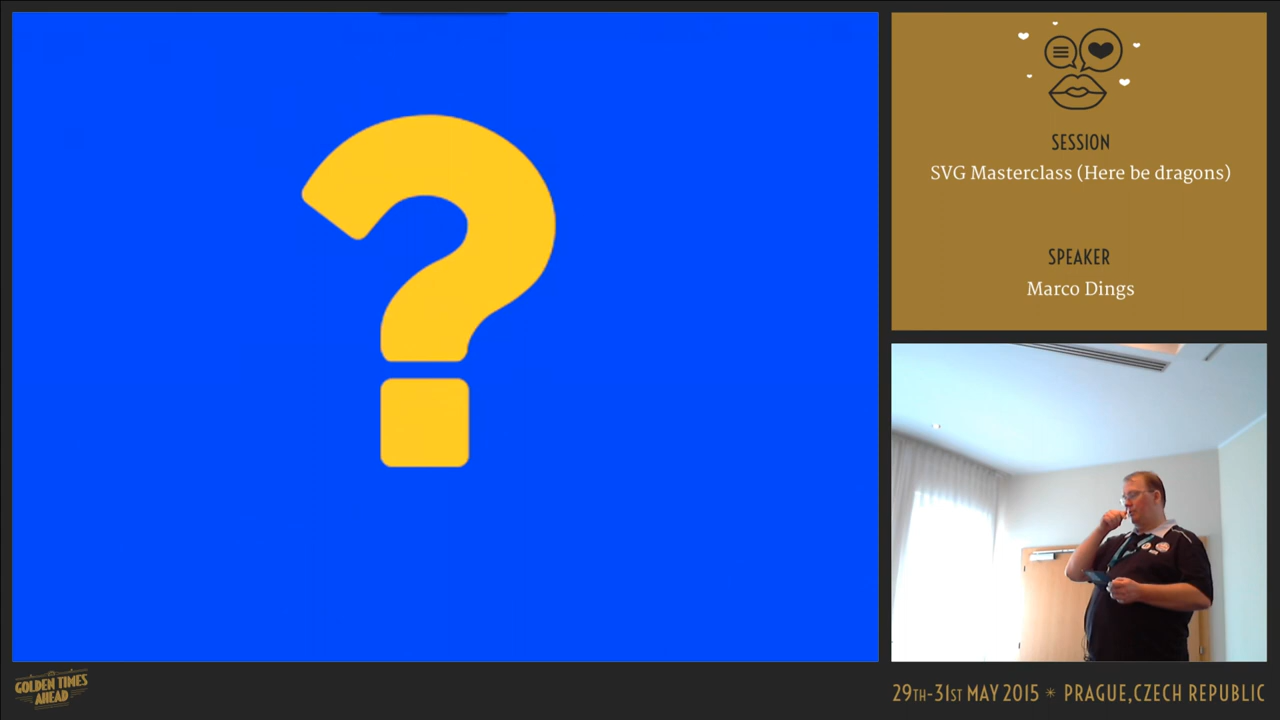 ?
SESSION
SVG Masterclass (Here be dragons)
SPEAKER
Marco Dings
GOLDEN TIMES
AHEAD
29TH-31ST MAY 2015 * PRAGUE,CZECH REPUBLIC